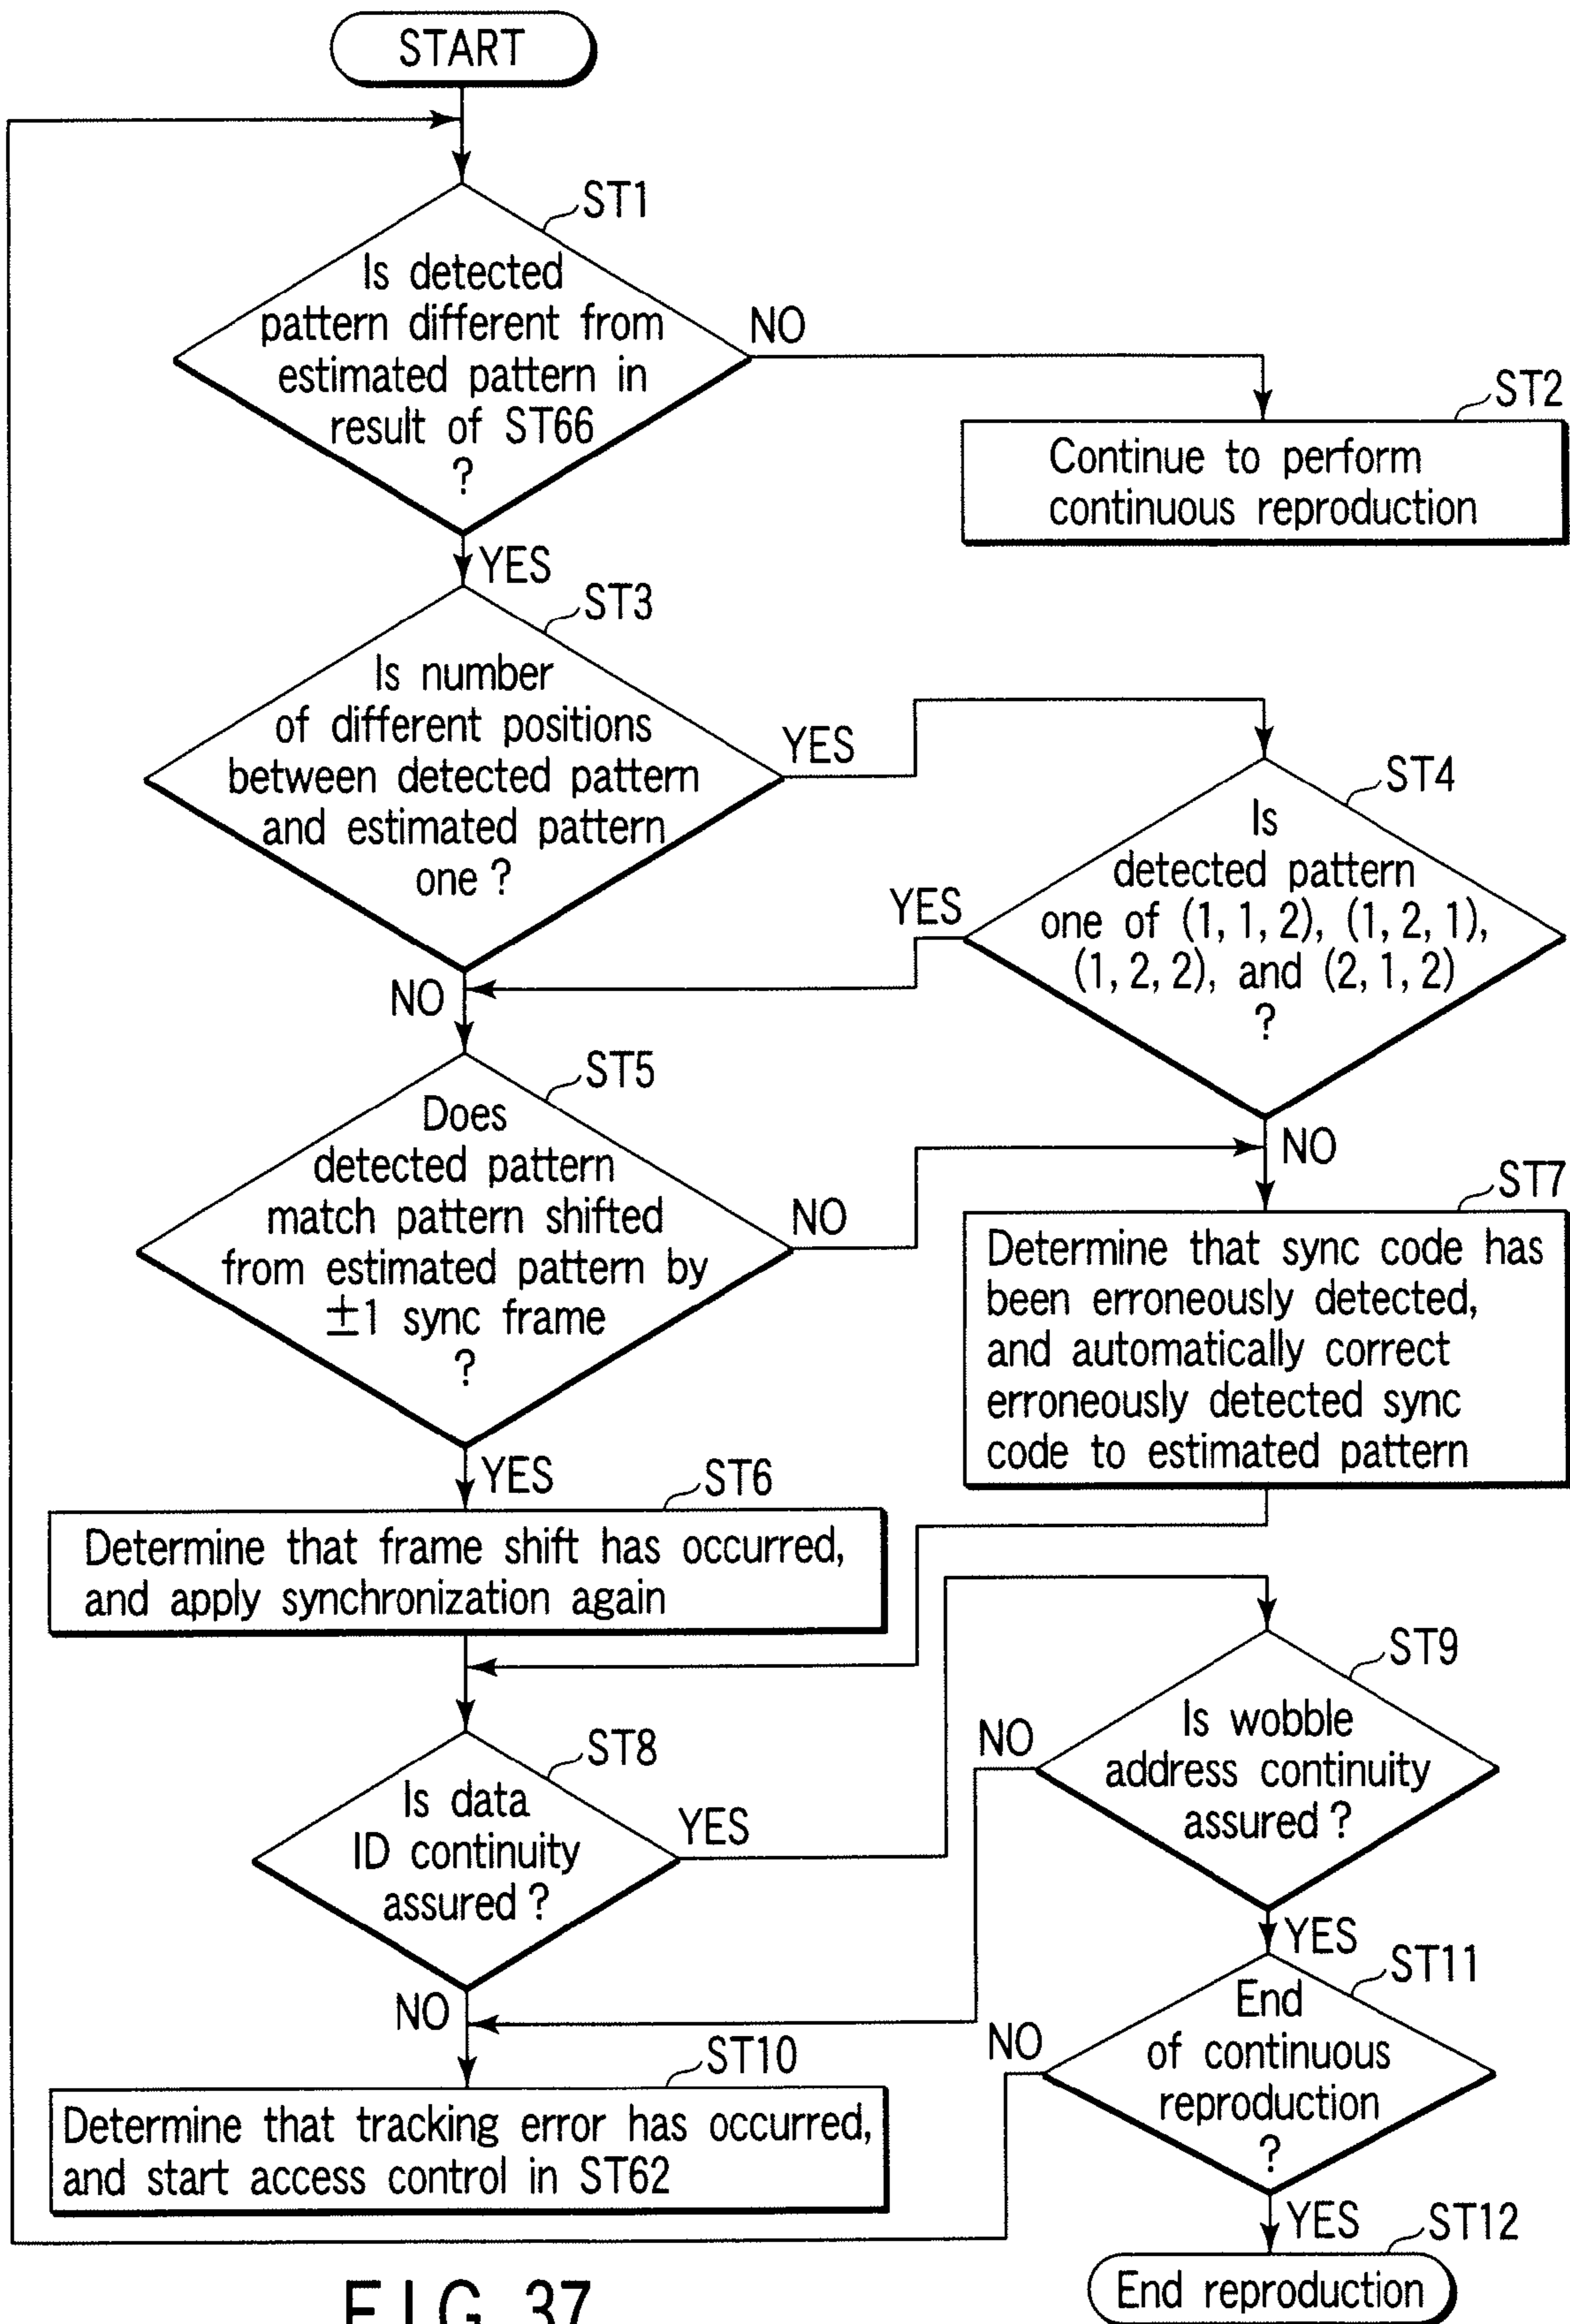 START
ST1
Is detected
pattern different from
estimated pattern in
result of ST66
?
NO
ST2
Continue to perform
continuous reproduction
YES
ST3
Is number
of different positions
between detected pattern
and estimated pattern
one ?
YES
ST4
Is
detected pattern
one of (1, 1, 2), (1, 2, 1),
(1, 2, 2), and (2, 1, 2)
?
YES
NO
NO
ST5
Does
detected pattern
match pattern shifted
from estimated pattern by
±1 sync frame
?
NO
ST7
Determine that sync code has
been erroneously detected,
and automatically correct
erroneously detected sync
code to estimated pattern
YES
ST6
Determine that frame shift has occurred,
and apply synchronization again
ST8
Is data
ID continuity
assured ?
YES
ST9
Is wobble
address continuity
assured ?
NO
YES
NO
ST10
Determine that tracking error has occurred,
and start access control in ST62
ST11
End
of continuous
reproduction
?
NO
YES
ST12
End reproduction
FIG. 37